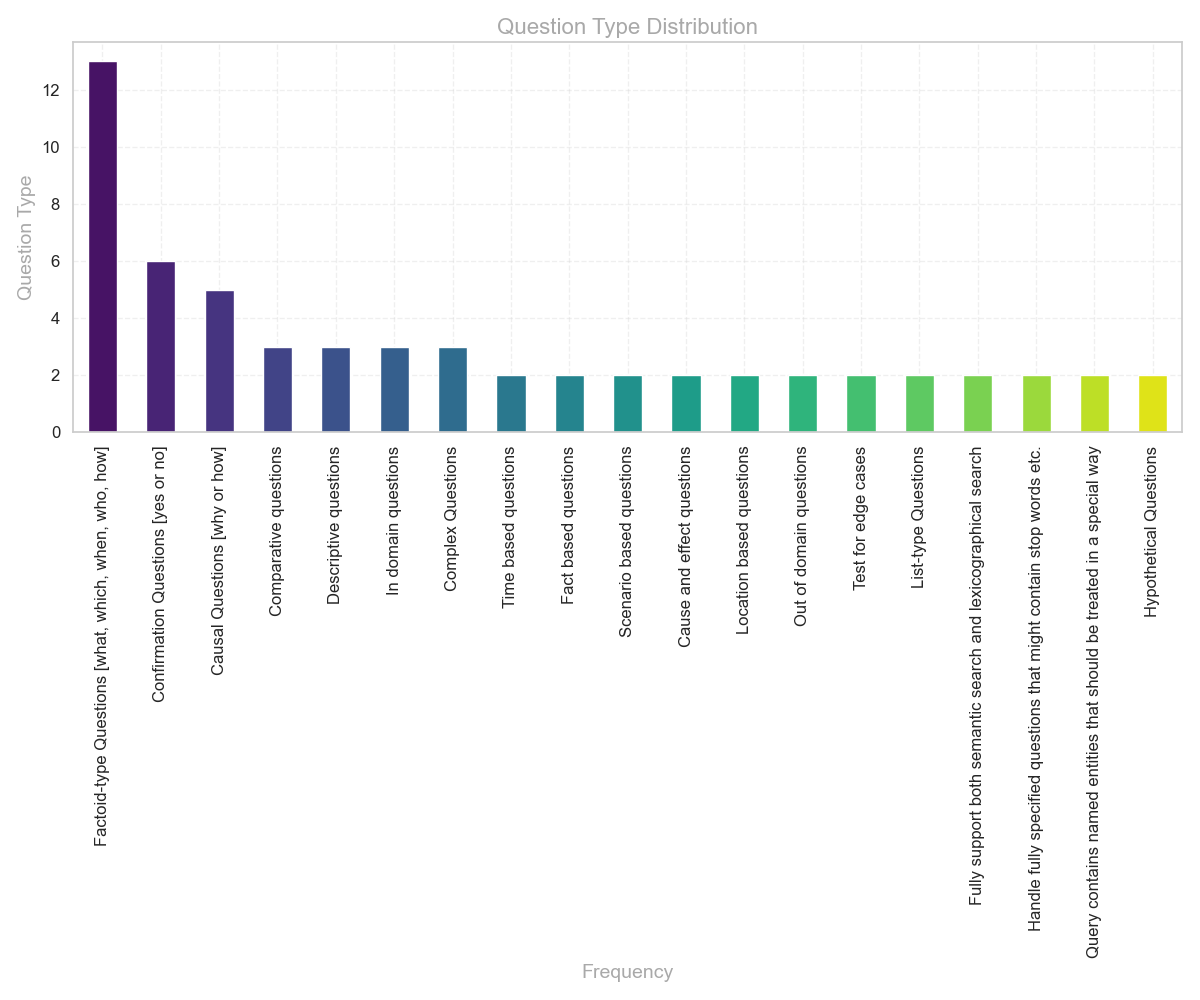 Question Type Distribution
Question Type
12
10
8
6
4
2
0
Factoid-type Questions [what, which, when, who, how]
Confirmation Questions [yes or no]
Causal Questions [why or how]
Comparative questions
Descriptive questions
In domain questions
Complex Questions
Time based questions
Fact based questions
Scenario based questions
Cause and effect questions
Location based questions
Out of domain questions
Test for edge cases
List-type Questions
Fully support both semantic search and lexicographical search
Handle fully specified questions that might contain stop words etc.
Query contains named entities that should be treated in a special way
Hypothetical Questions
Frequency